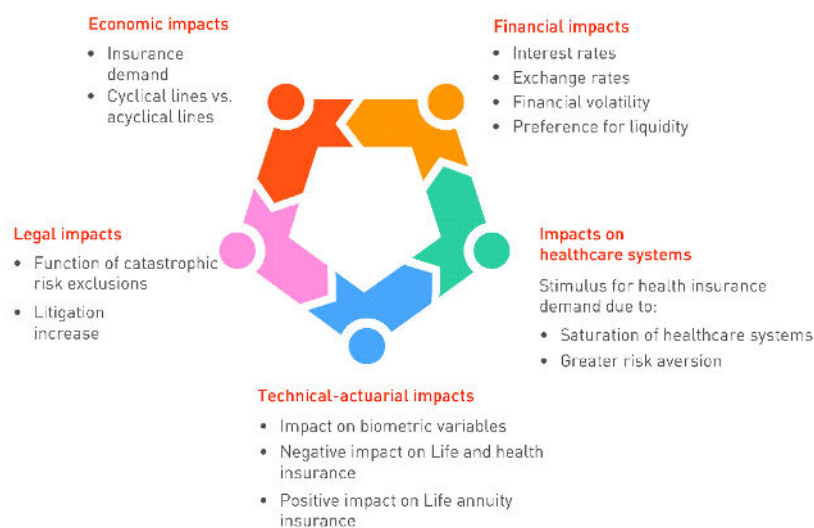 Economic impacts
• Insurance
demand
• Cyclical lines vs.
acyclical lines
Financial impacts
• Interest rates
• Exchange rates
• Financial volatility
• Preference for liquidity
Legal impacts
• Function of catastrophic
risk exclusions
• Litigation
increase
Impacts on
healthcare systems
Stimulus for health insurance
demand due to:
• Saturation of healthcare systems
• Greater risk aversion
Technical-actuarial impacts
• Impact on biometric variables
• Negative impact on Life and health
insurance
• Positive impact on Life annuity
insurance